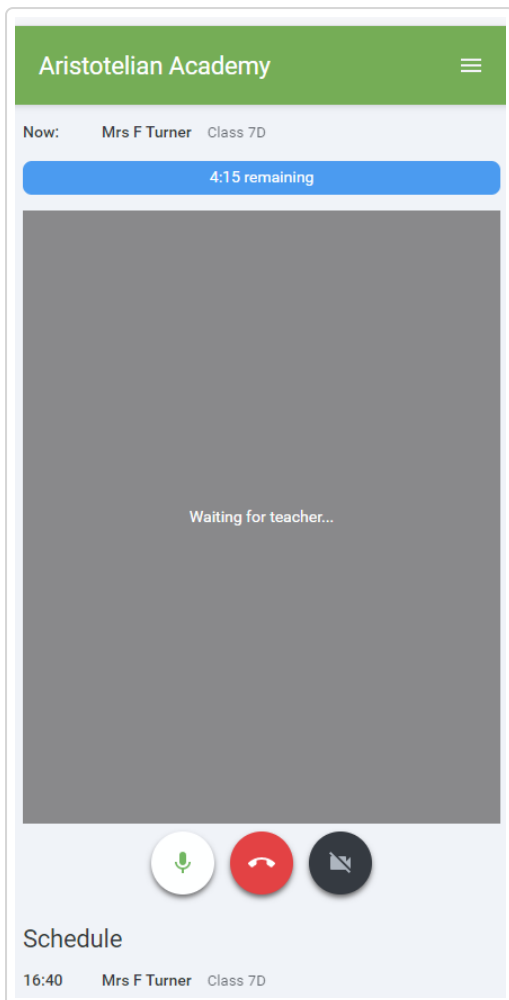 Aristotelian Academy
Now: Mrs F Turner Class 7D
4:15 remaining
Waiting for teacher...
Schedule
16:40 Mrs F Turner Class 7D